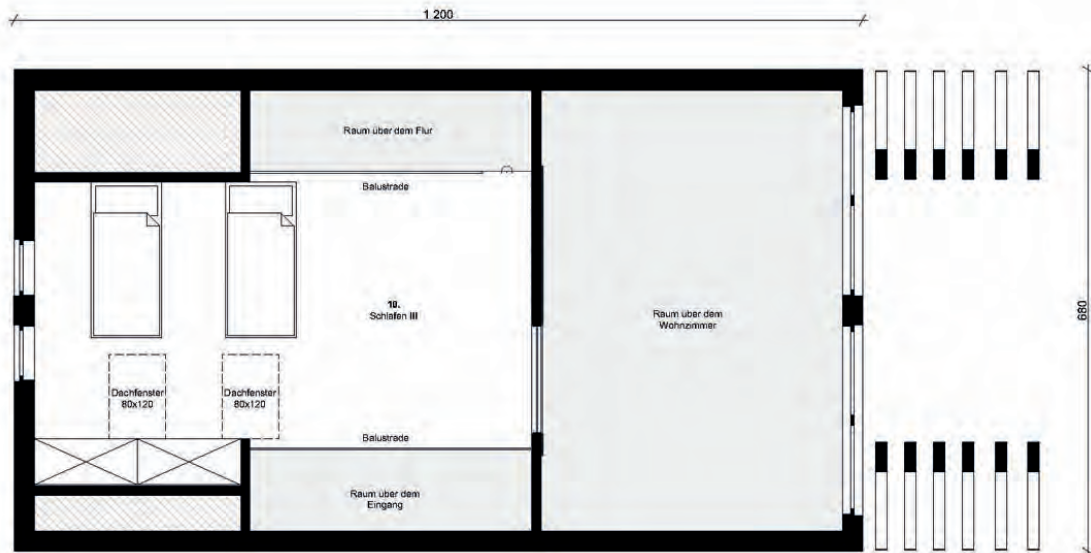 1 200
Raum über dem Flur
Balustrade
10.
Schlafen III
Raum über dem
Wohnzimmer
680
Dachfenster
80x120
Dachfenster
80x120
Balustrade
Raum über dem
Eingang